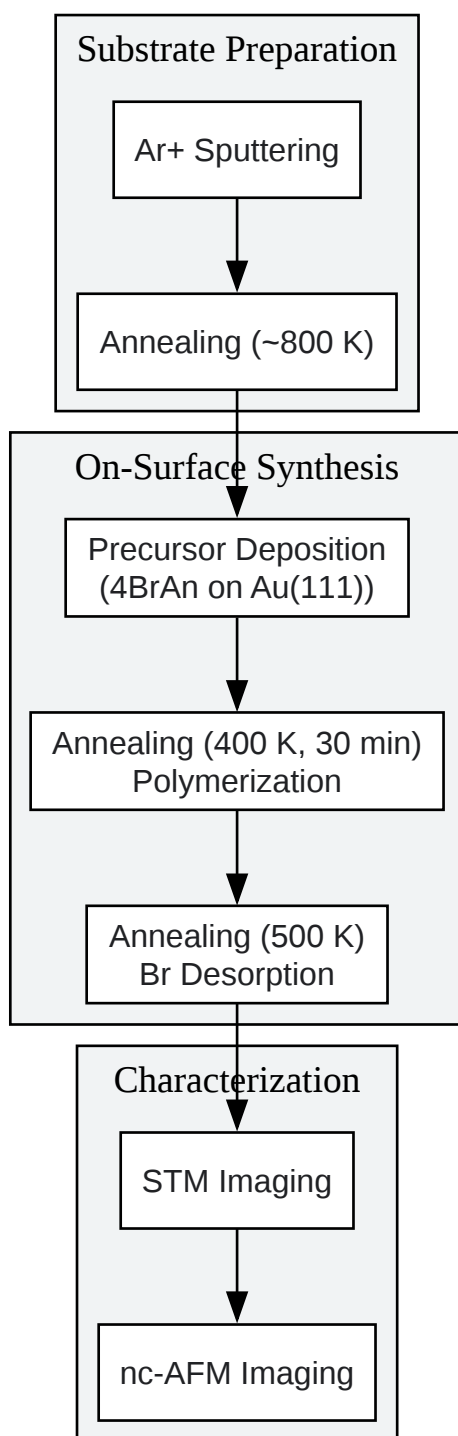 Substrate Preparation
Ar+ Sputtering
Annealing (~800 K)
On-Surface Synthesis
Precursor Deposition
(4BrAn on Au(111))
Annealing (400 K, 30 min)
Polymerization
Annealing (500 K)
Br Desorption
Characterization
STM Imaging
nc-AFM Imaging